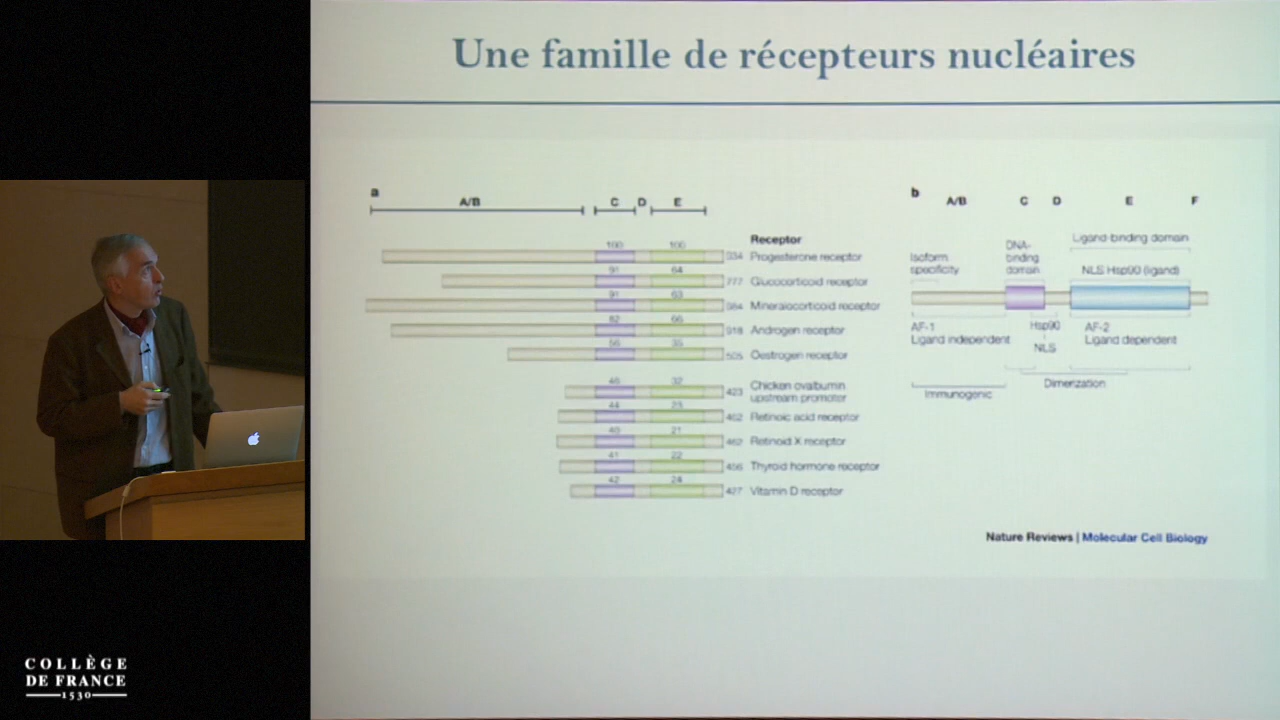 Une famille de récepteurs nucléaires
a
A/B C D E
Receptor
100 100
934 Progesterone receptor
91 64
777 Glucocorticoid receptor
91 63
984 Mineralocorticoid receptor
82 66
918 Androgen receptor
56 35
595 Oestrogen receptor
46 32
423 Chicken ovalbumin
upstream promoter
44 23
462 Retinoic acid receptor
40 21
462 Retinoid X receptor
41 22
456 Thyroid hormone receptor
42 24
427 Vitamin D receptor
b
A/B C D E F
Isoform
specificity
DNA-
binding
domain
Ligand-binding domain
NLS Hsp90 (ligand)
AF-1
Ligand independent
Hsp90
NLS
AF-2
Ligand dependent
Immunogenic
Dimerization
Nature Reviews | Molecular Cell Biology
COLLÈGE
DE FRANCE
1530